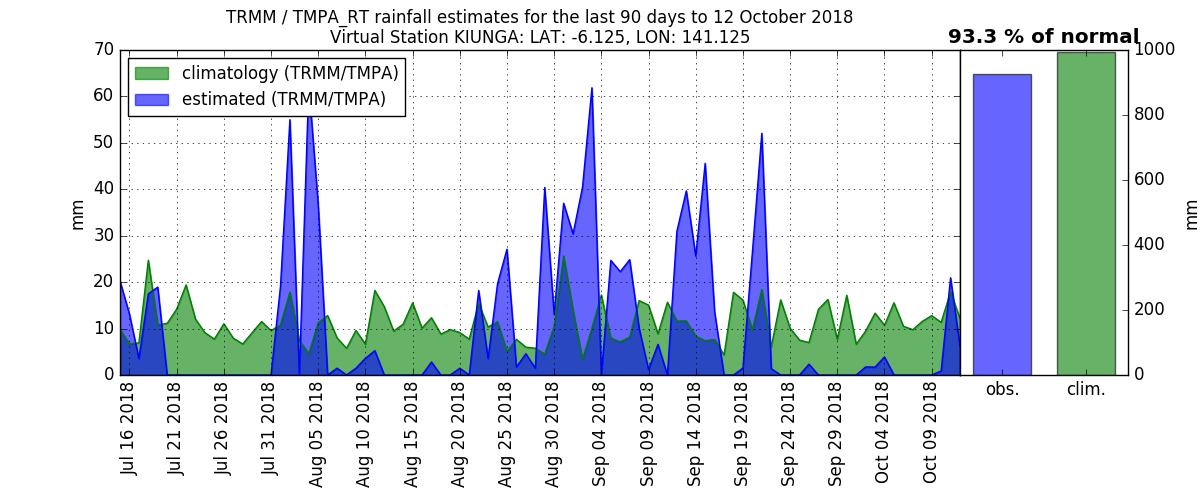 TRMM / TMPA_RT rainfall estimates for the last 90 days to 12 October 2018
Virtual Station KIUNGA: LAT: -6.125, LON: 141.125
93.3 % of normal
climatology (TRMM/TMPA)
estimated (TRMM/TMPA)
70
60
50
40
30
20
10
0
mm
Jul 16 2018
Jul 21 2018
Jul 26 2018
Jul 31 2018
Aug 05 2018
Aug 10 2018
Aug 15 2018
Aug 20 2018
Aug 25 2018
Aug 30 2018
Sep 04 2018
Sep 09 2018
Sep 14 2018
Sep 19 2018
Sep 24 2018
Sep 29 2018
Oct 04 2018
Oct 09 2018
1000
800
600
400
200
0
mm
obs.
clim.